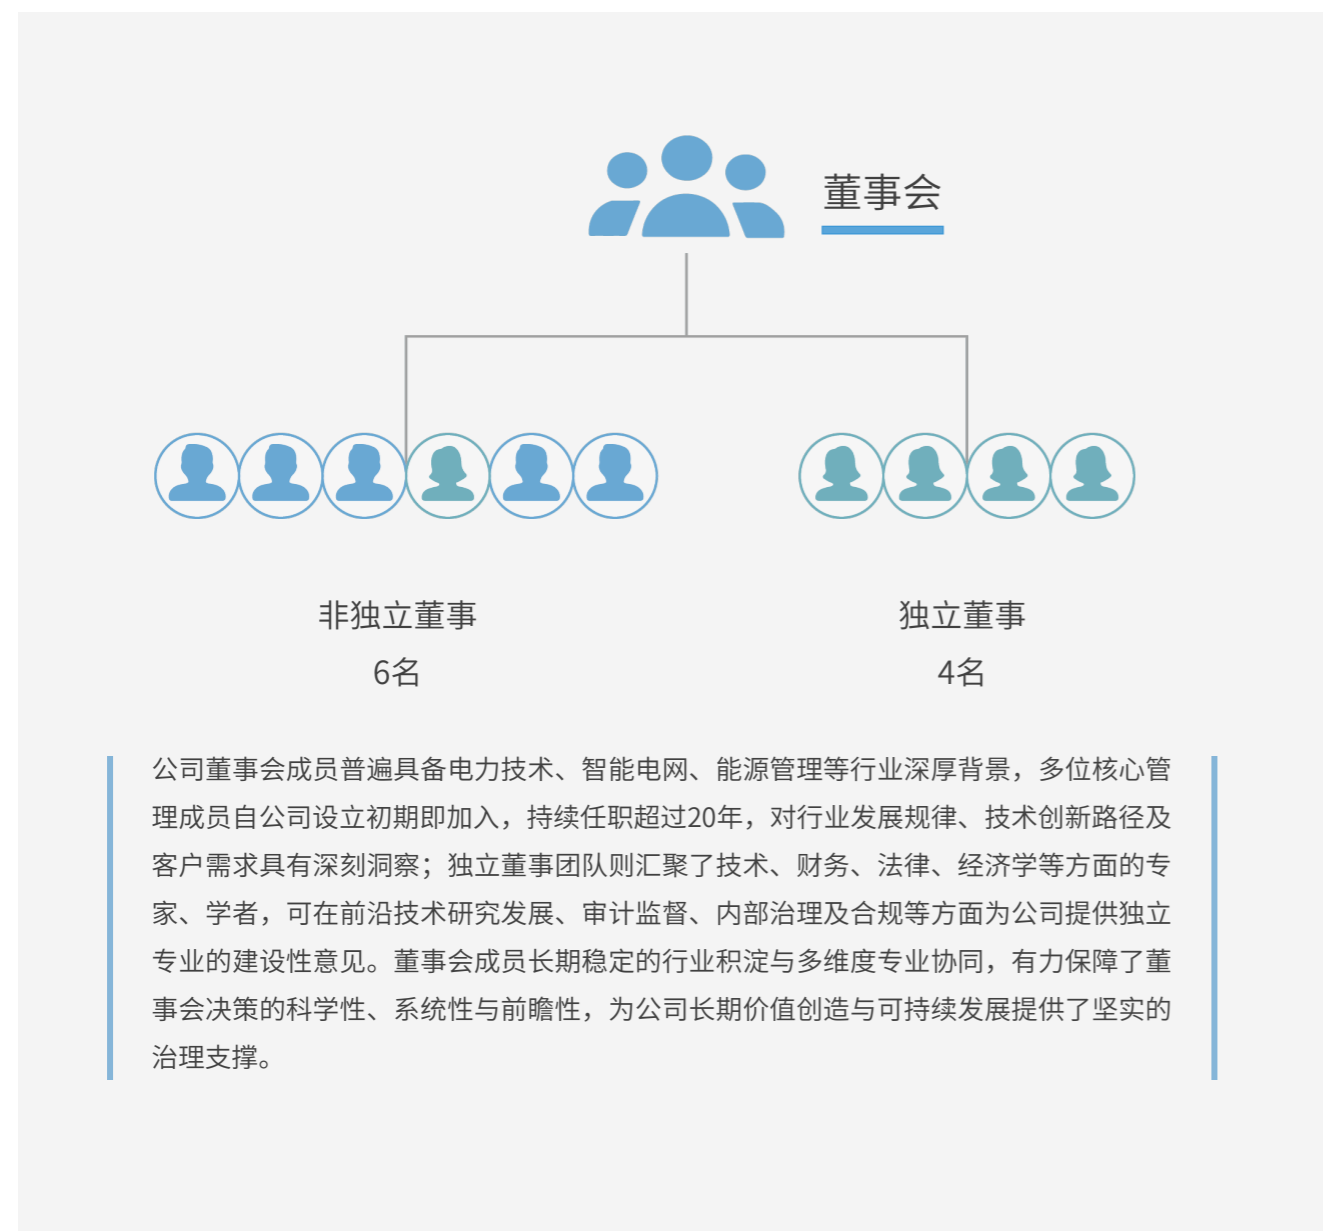 董事会
非独立董事
6名
独立董事
4名
公司董事会成员普遍具备电力技术、智能电网、能源管理等行业深厚背景，多位核心管
理成员自公司设立初期即加入，持续任职超过20年，对行业发展规律、技术创新路径及
客户需求具有深刻洞察；独立董事团队则汇聚了技术、财务、法律、经济学等方面的专
家、学者，可在前沿技术研究发展、审计监督、内部治理及合规等方面为公司提供独立
专业的建设性意见。董事会成员长期稳定的行业积淀与多维度专业协同，有力保障了董
事会决策的科学性、系统性与前瞻性，为公司长期价值创造与可持续发展提供了坚实的
治理支撑。